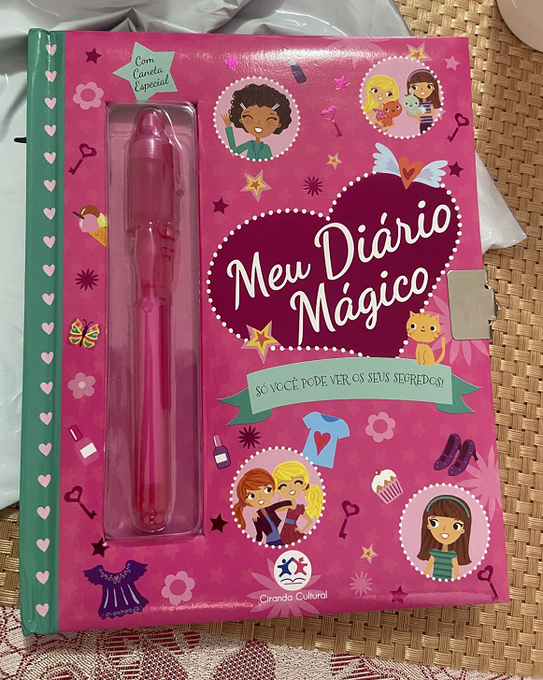 Com
Caneta
Especial
Meu Diário
Mágico
SÓ VOCÊ PODE VER OS SEUS SEGREDOS!
Ciranda Cultural